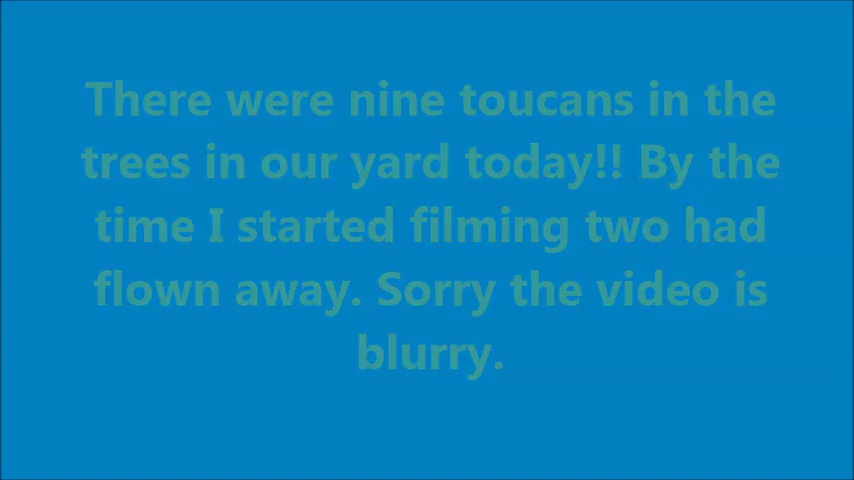 There were nine toucans in the
trees in our yard today!! By the
time I started filming two had
flown away. Sorry the video is
blurry.